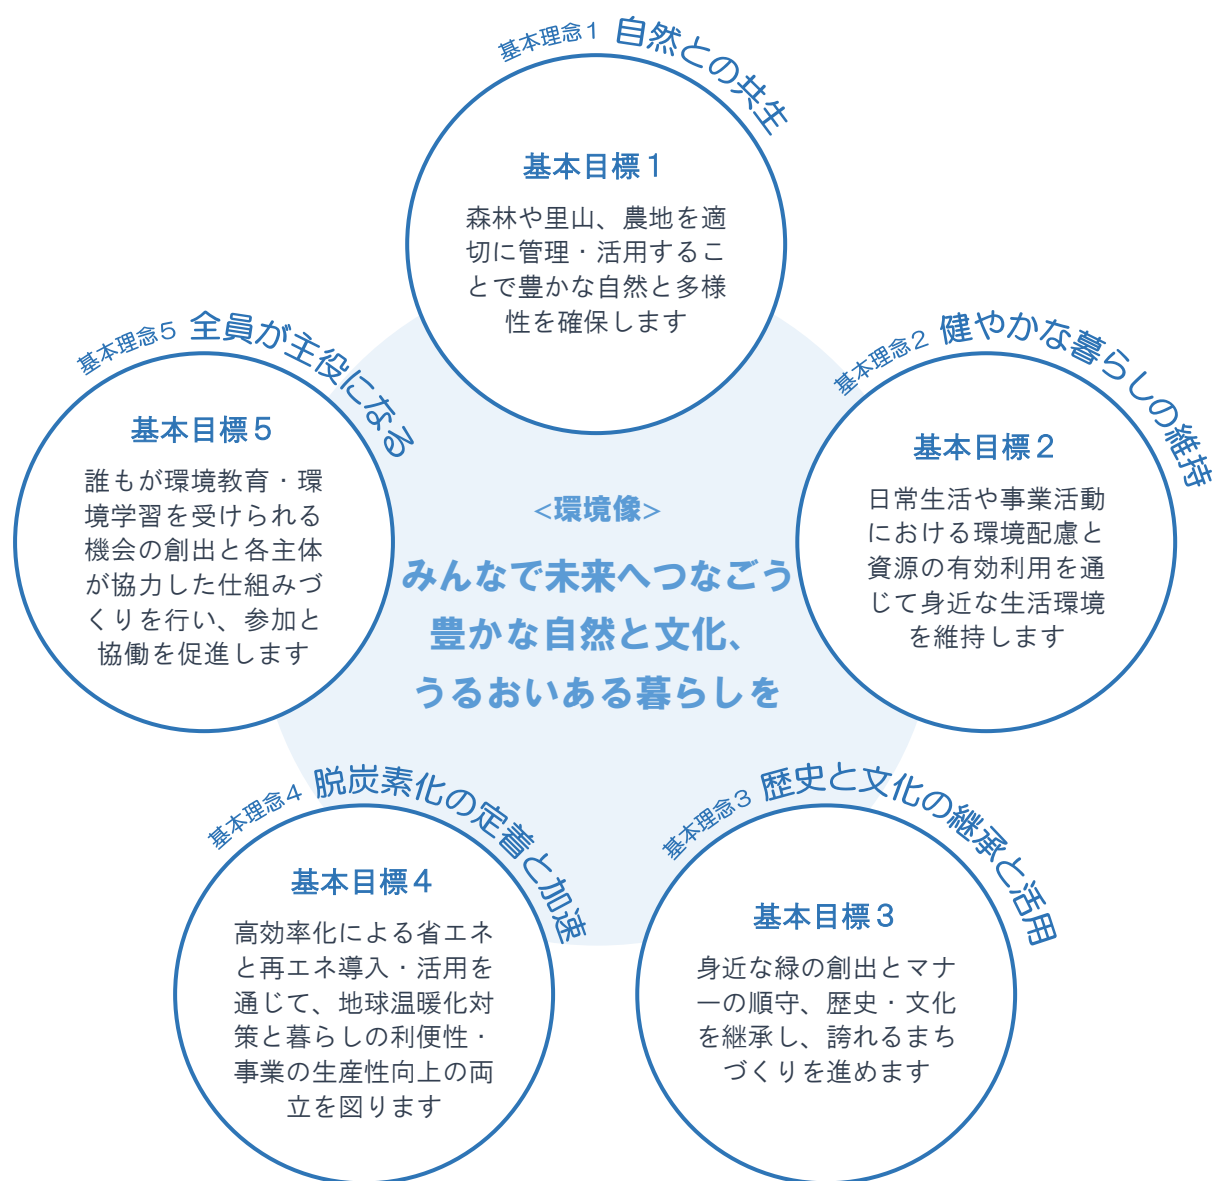 基本理念１ 自然との共生
基本目標１
森林や里山、農地を適
切に管理・活用するこ
とで豊かな自然と多様
性を確保します
基本理念２ 健やかな暮らしの維持
基本目標２
日常生活や事業活動
における環境配慮と
資源の有効利用を通
じて身近な生活環境
を維持します
基本理念３ 歴史と文化の継承と活用
基本目標３
身近な緑の創出とマナ
ーの順守、歴史・文化
を継承し、誇れるまち
づくりを進めます
基本理念４ 脱炭素化の定着と加速
基本目標４
高効率化による省エネ
と再エネ導入・活用を
通じて、地球温暖化対
策と暮らしの利便性・
事業の生産性向上の両
立を図ります
基本理念５ 全員が主役になる
基本目標５
誰もが環境教育・環
境学習を受けられる
機会の創出と各主体
が協力した仕組みづ
くりを行い、参加と
協働を促進します
<環境像>
みんなで未来へつなごう
豊かな自然と文化、
うるおいある暮らしを